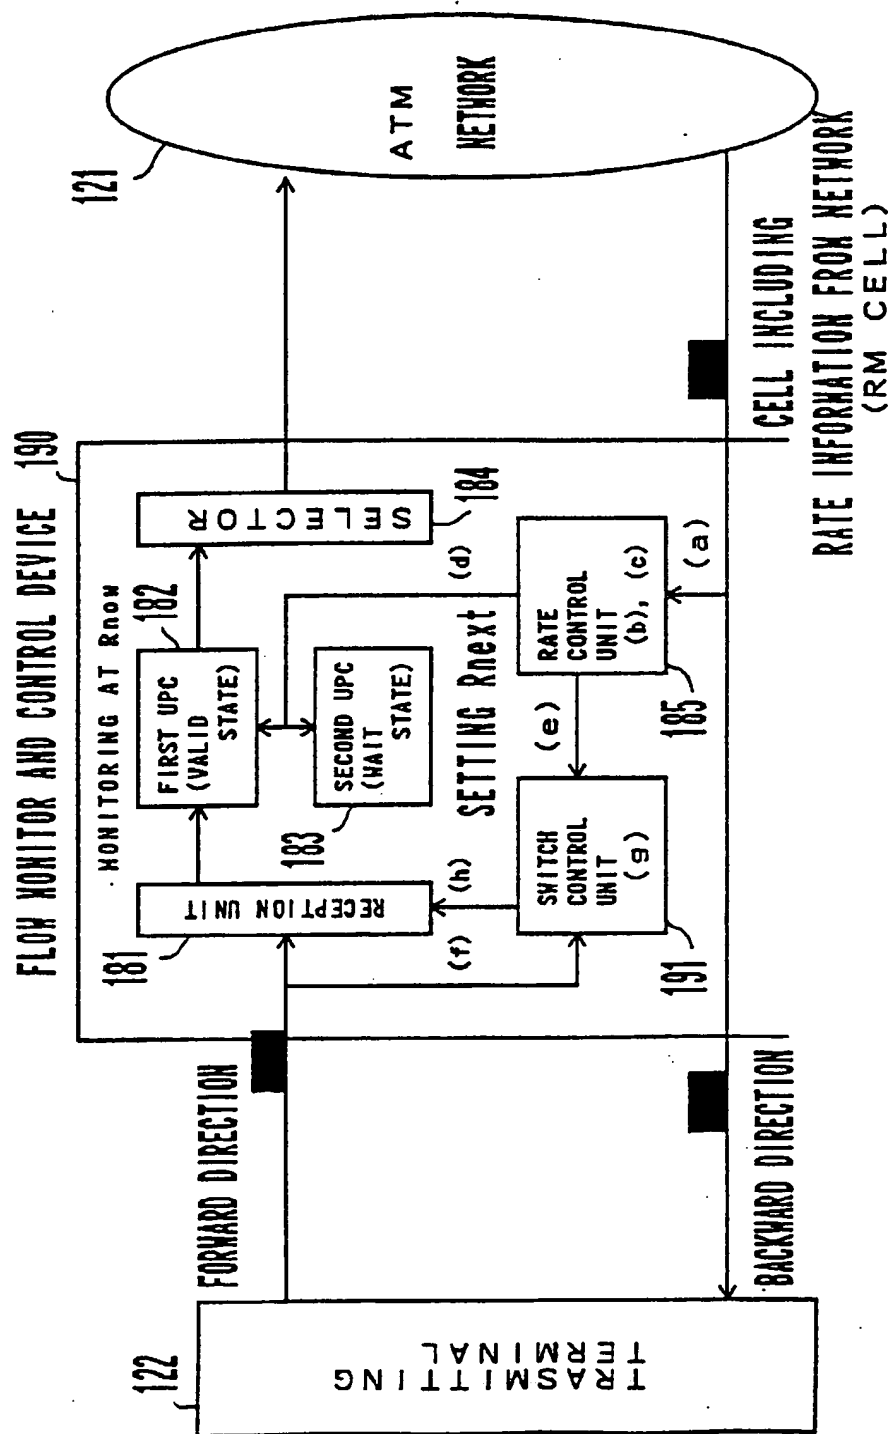 FLOW MONITOR AND CONTROL DEVICE 190
122
TRASMITTING
TERMINAL
FORWARD DIRECTION
BACKWARD DIRECTION
181
RECEPTION UNIT
(f)
(h)
MONITORING AT Rnow
182
FIRST UPC
(VALID
STATE)
183
SECOND UPC
(WAIT
STATE)
SETTING Rnext
(d)
(e)
SWITCH
CONTROL
UNIT
(g)
191
RATE
CONTROL
UNIT
(b), (c)
185
(a)
SELECTOR
184
121
ATM
NETWORK
CELL INCLUDING
RATE INFORMATION FROM NETWORK
(RM CELL)